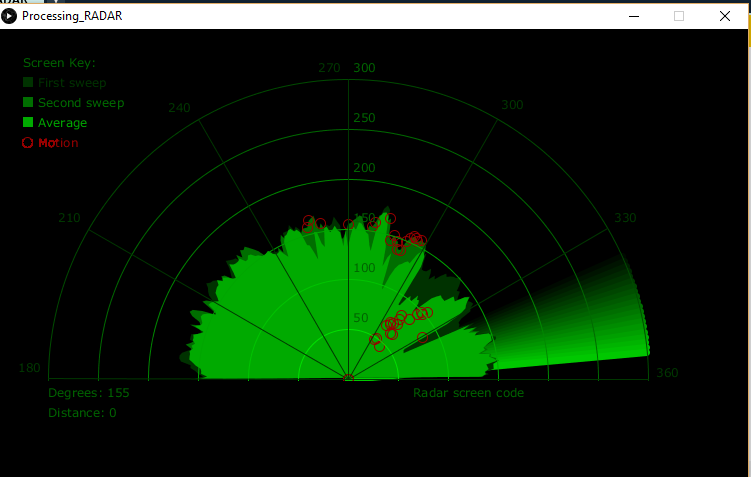 Processing_RADAR
Screen Key:
First sweep
Second sweep
Average
Motion
270 300
240
300
250
200
210
330
150
100
50
180
360
Degrees: 155
Radar screen code
Distance: 0